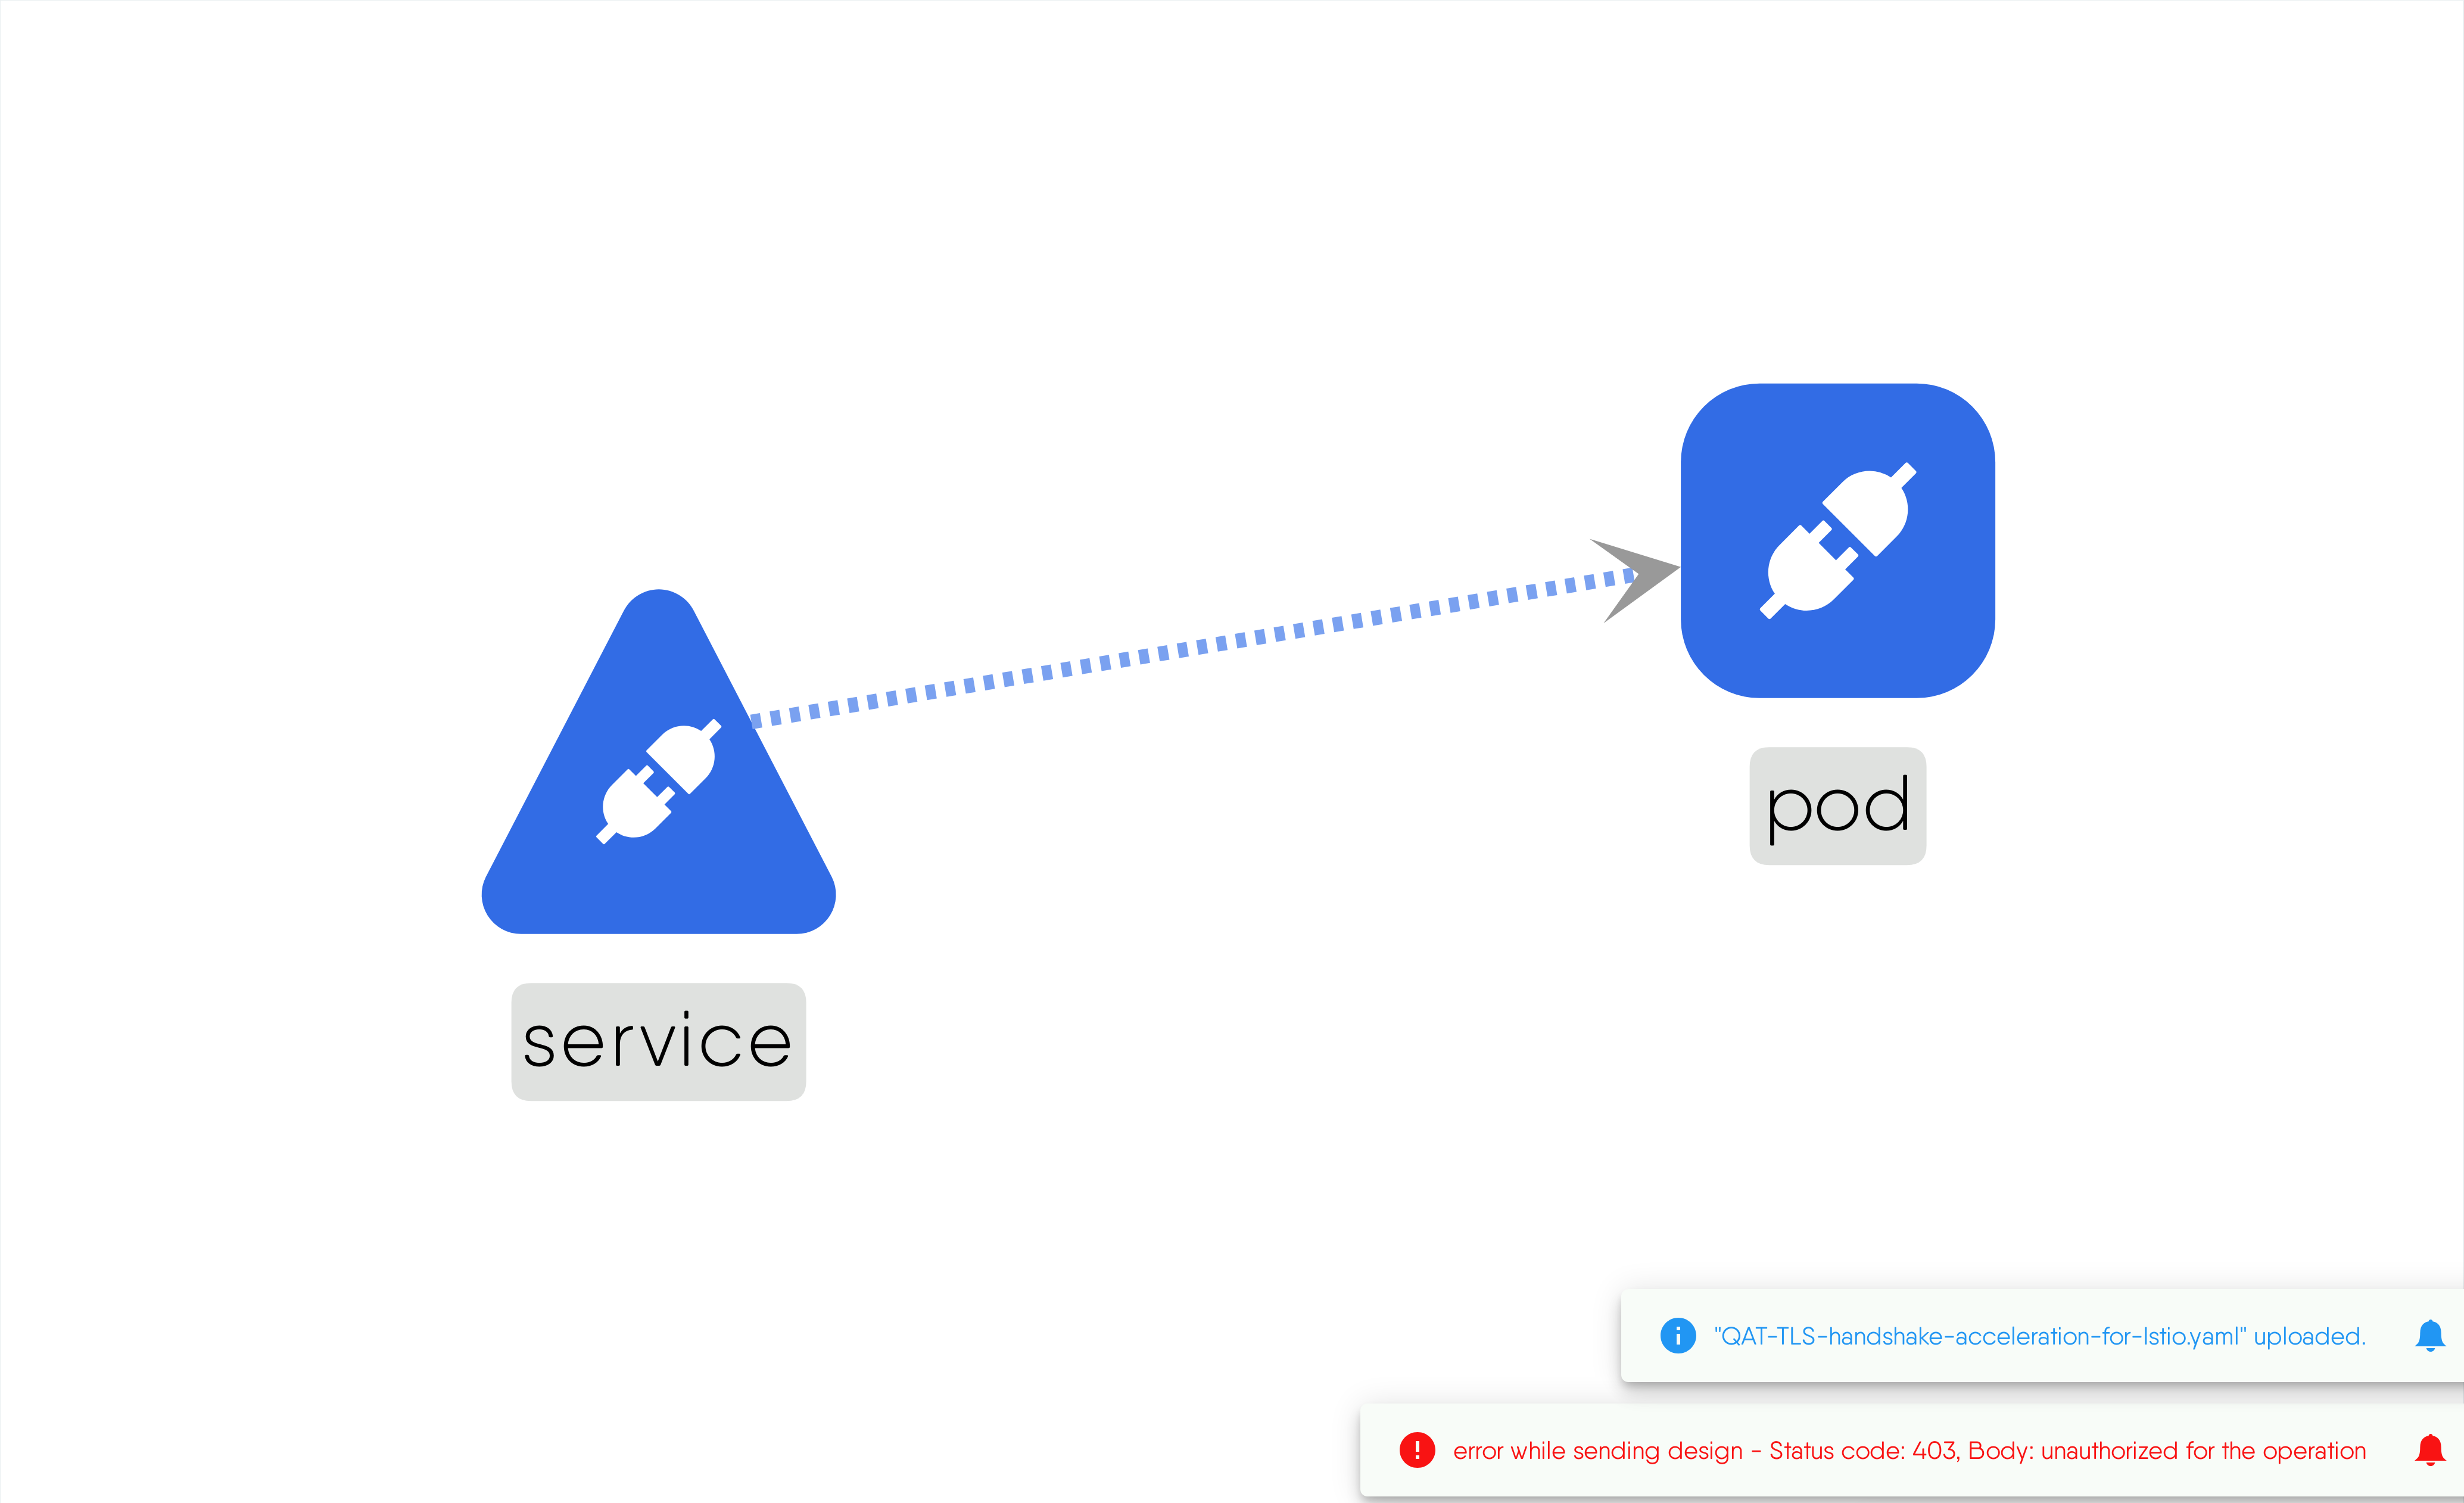 pod
service
"QAT-TLS-handshake-acceleration-for-Istio.yaml" uploaded.
error while sending design - Status code: 403, Body: unauthorized for the operation